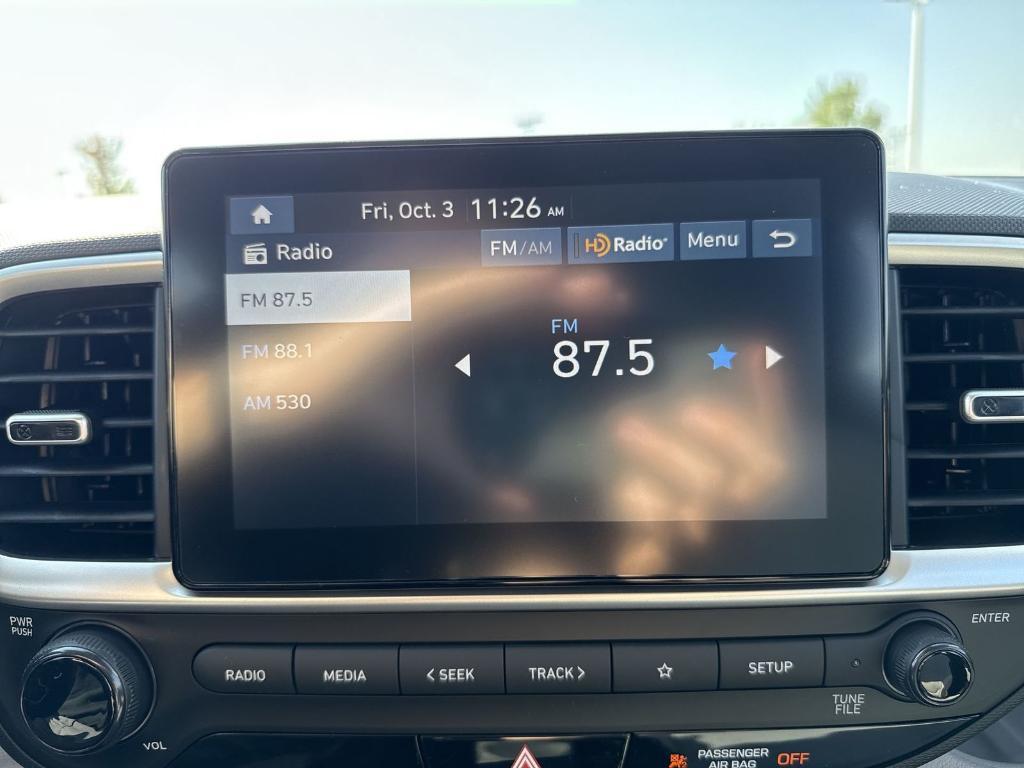 Fri, Oct. 3 11:26 AM
Radio FM/AM HD Radio Menu
FM 87.5
FM 88.1
AM 530
FM
87.5
PWR
PUSH
VOL
RADIO MEDIA < SEEK TRACK > SETUP
ENTER
TUNE
FILE
PASSENGER
AIR BAG OFF